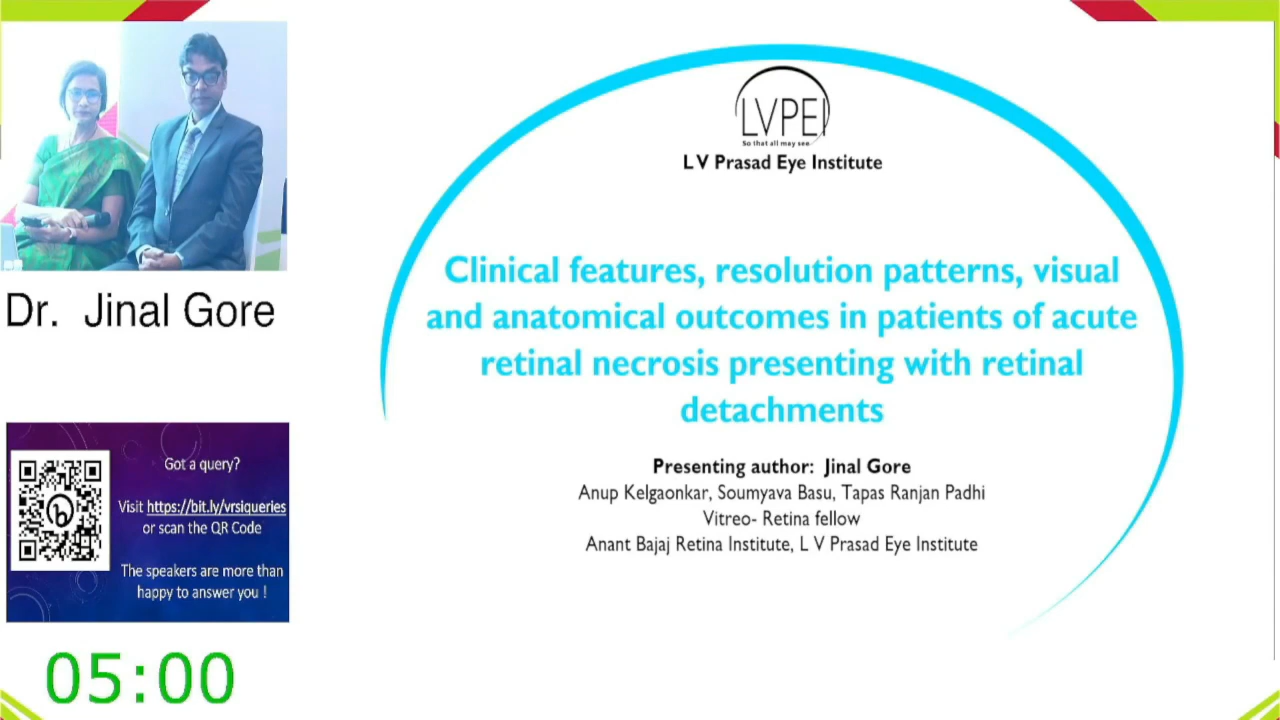 Dr. Jinal Gore
Got a query?
Visit https://bit.ly/vrsiqueries
or scan the QR Code
The speakers are more than
happy to answer you !
05:00
LVPEI
So that all may see
L V Prasad Eye Institute
Clinical features, resolution patterns, visual
and anatomical outcomes in patients of acute
retinal necrosis presenting with retinal
detachments
Presenting author: Jinal Gore
Anup Kelgaonkar, Soumyava Basu, Tapas Ranjan Padhi
Vitreo- Retina fellow
Anant Bajaj Retina Institute, L V Prasad Eye Institute